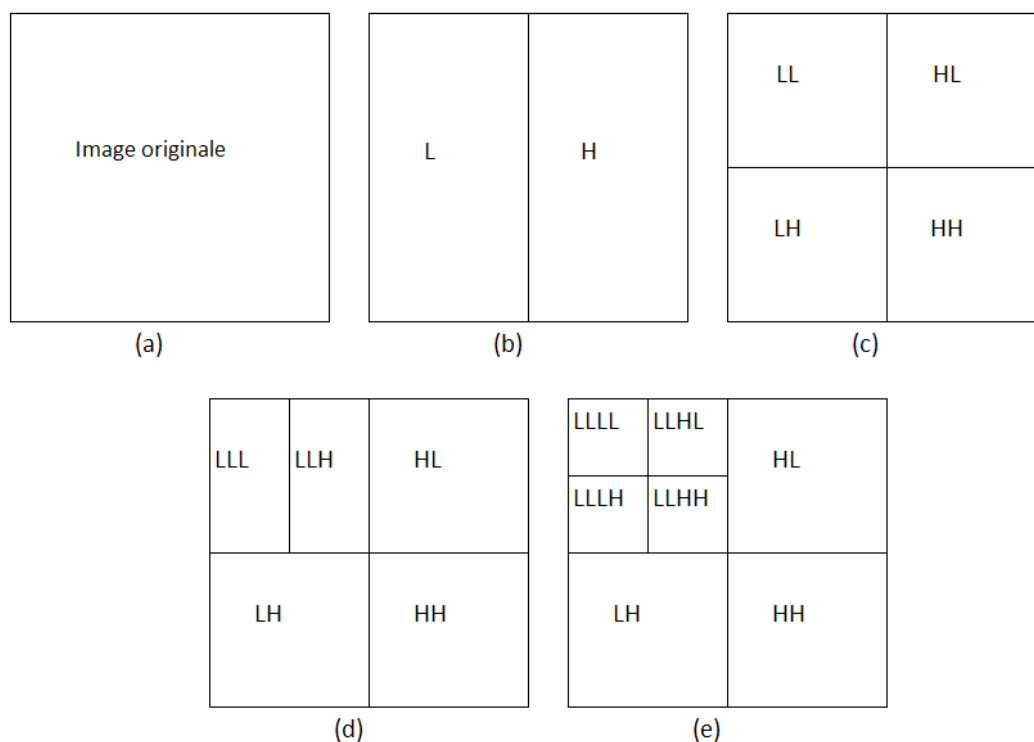 LL HL
Image originale L H
LH HH
(a) (b) (c)
LLLL LLHL
LLL LLH HL HL
LLLH LLHH
LH HH LH HH
(d) (e)